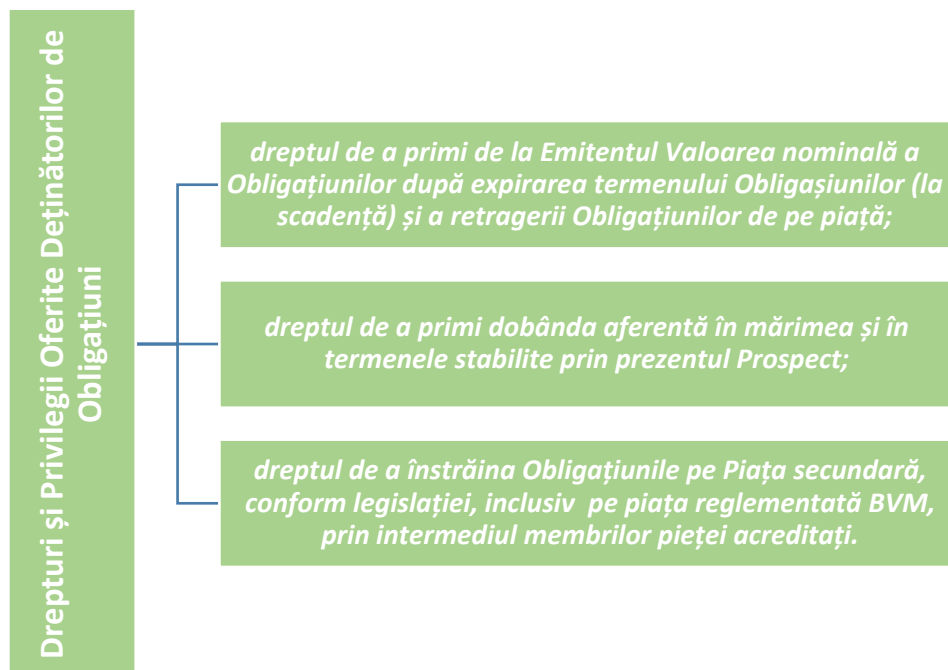 Drepturi și Privilegii Oferite Deținătorilor de
Obligațiuni
dreptul de a primi de la Emitentul Valoarea nominală a
Obligațiunilor după expirarea termenului Obligașiunilor (la
scadență) și a retragerii Obligațiunilor de pe piață;
dreptul de a primi dobânda aferentă în mărimea și în
termenele stabilite prin prezentul Prospect;
dreptul de a înstrăina Obligațiunile pe Piața secundară,
conform legislației, inclusiv  pe piața reglementată BVM,
prin intermediul membrilor pieței acreditați.